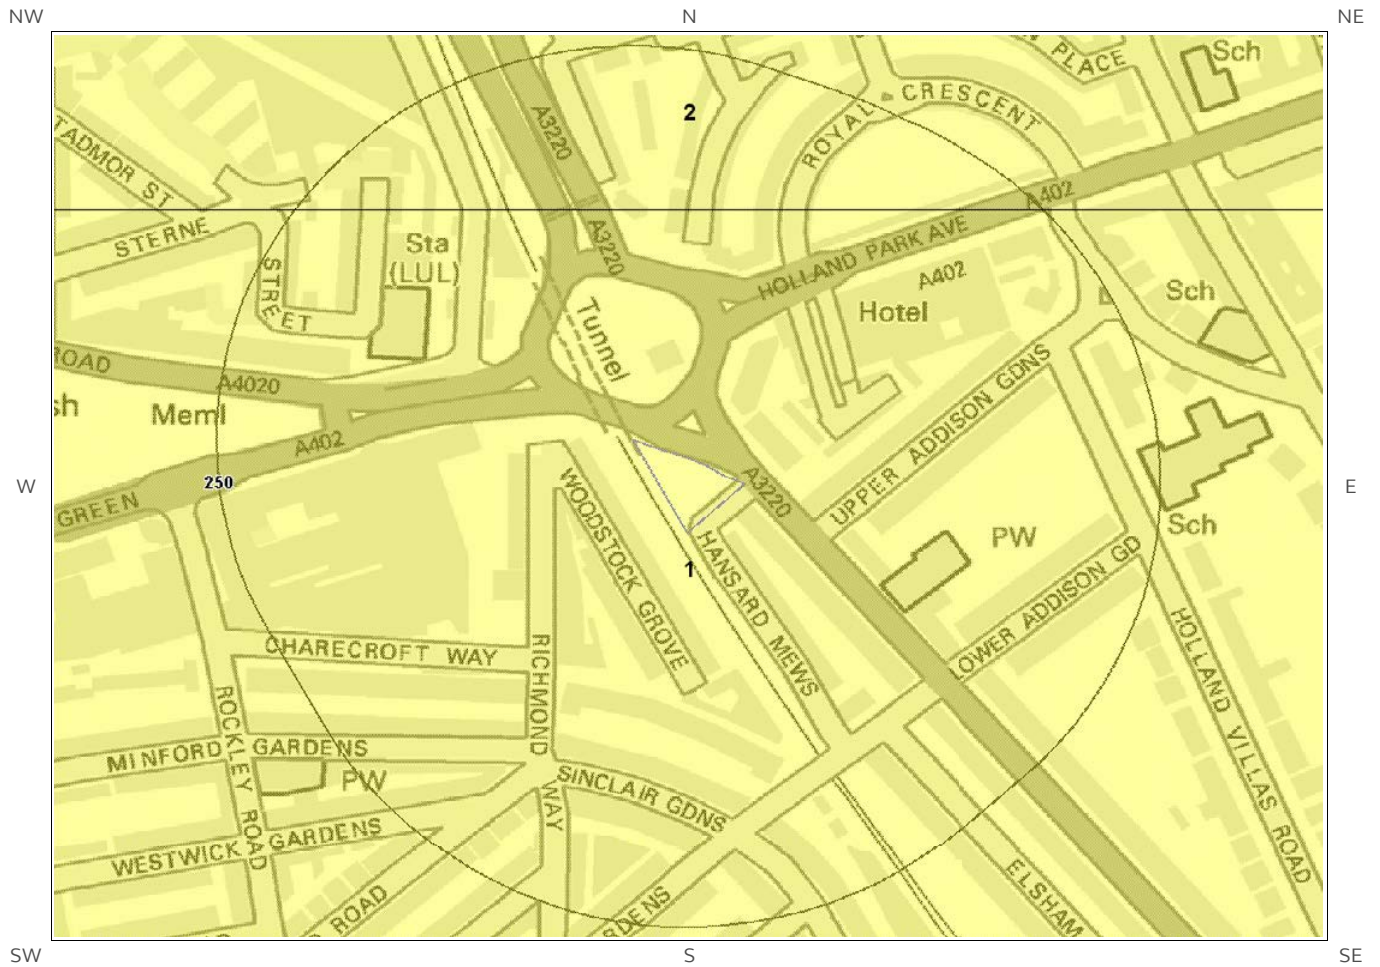 NW
N
NE
Sch
PLACE
CRESCENT
ROYAL
2
A3220
TADMOR ST
A402
STERNE
STREET
Sta
(LUL)
A3220
HOLLAND PARK AVE
A402
Hotel
Sch
Tunnel
ROAD
A4020
sh
Meml
A402
UPPER ADDISON GDNS
W
250
GREEN
WOODSTOCK GROVE
A3220
PW
Sch
E
1
HANSARD MEWS
LOWER ADDISON GD
CHARECROFT WAY
RICHMOND
WAY
HOLLAND VILLAS ROAD
ROCKLEY ROAD
MINFORD GARDENS
PW
SINCLAIR GDNS
WESTWICK GARDENS
ROAD
RDENS
ELSHAM
SW
S
SE